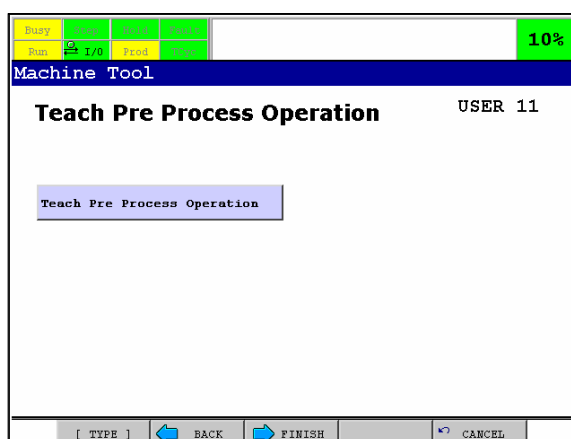 Busy Step Hold Fault
Run I/O Prod TCyc
10%
Machine Tool
Teach Pre Process Operation
USER 11
Teach Pre Process Operation
[ TYPE ] BACK FINISH CANCEL